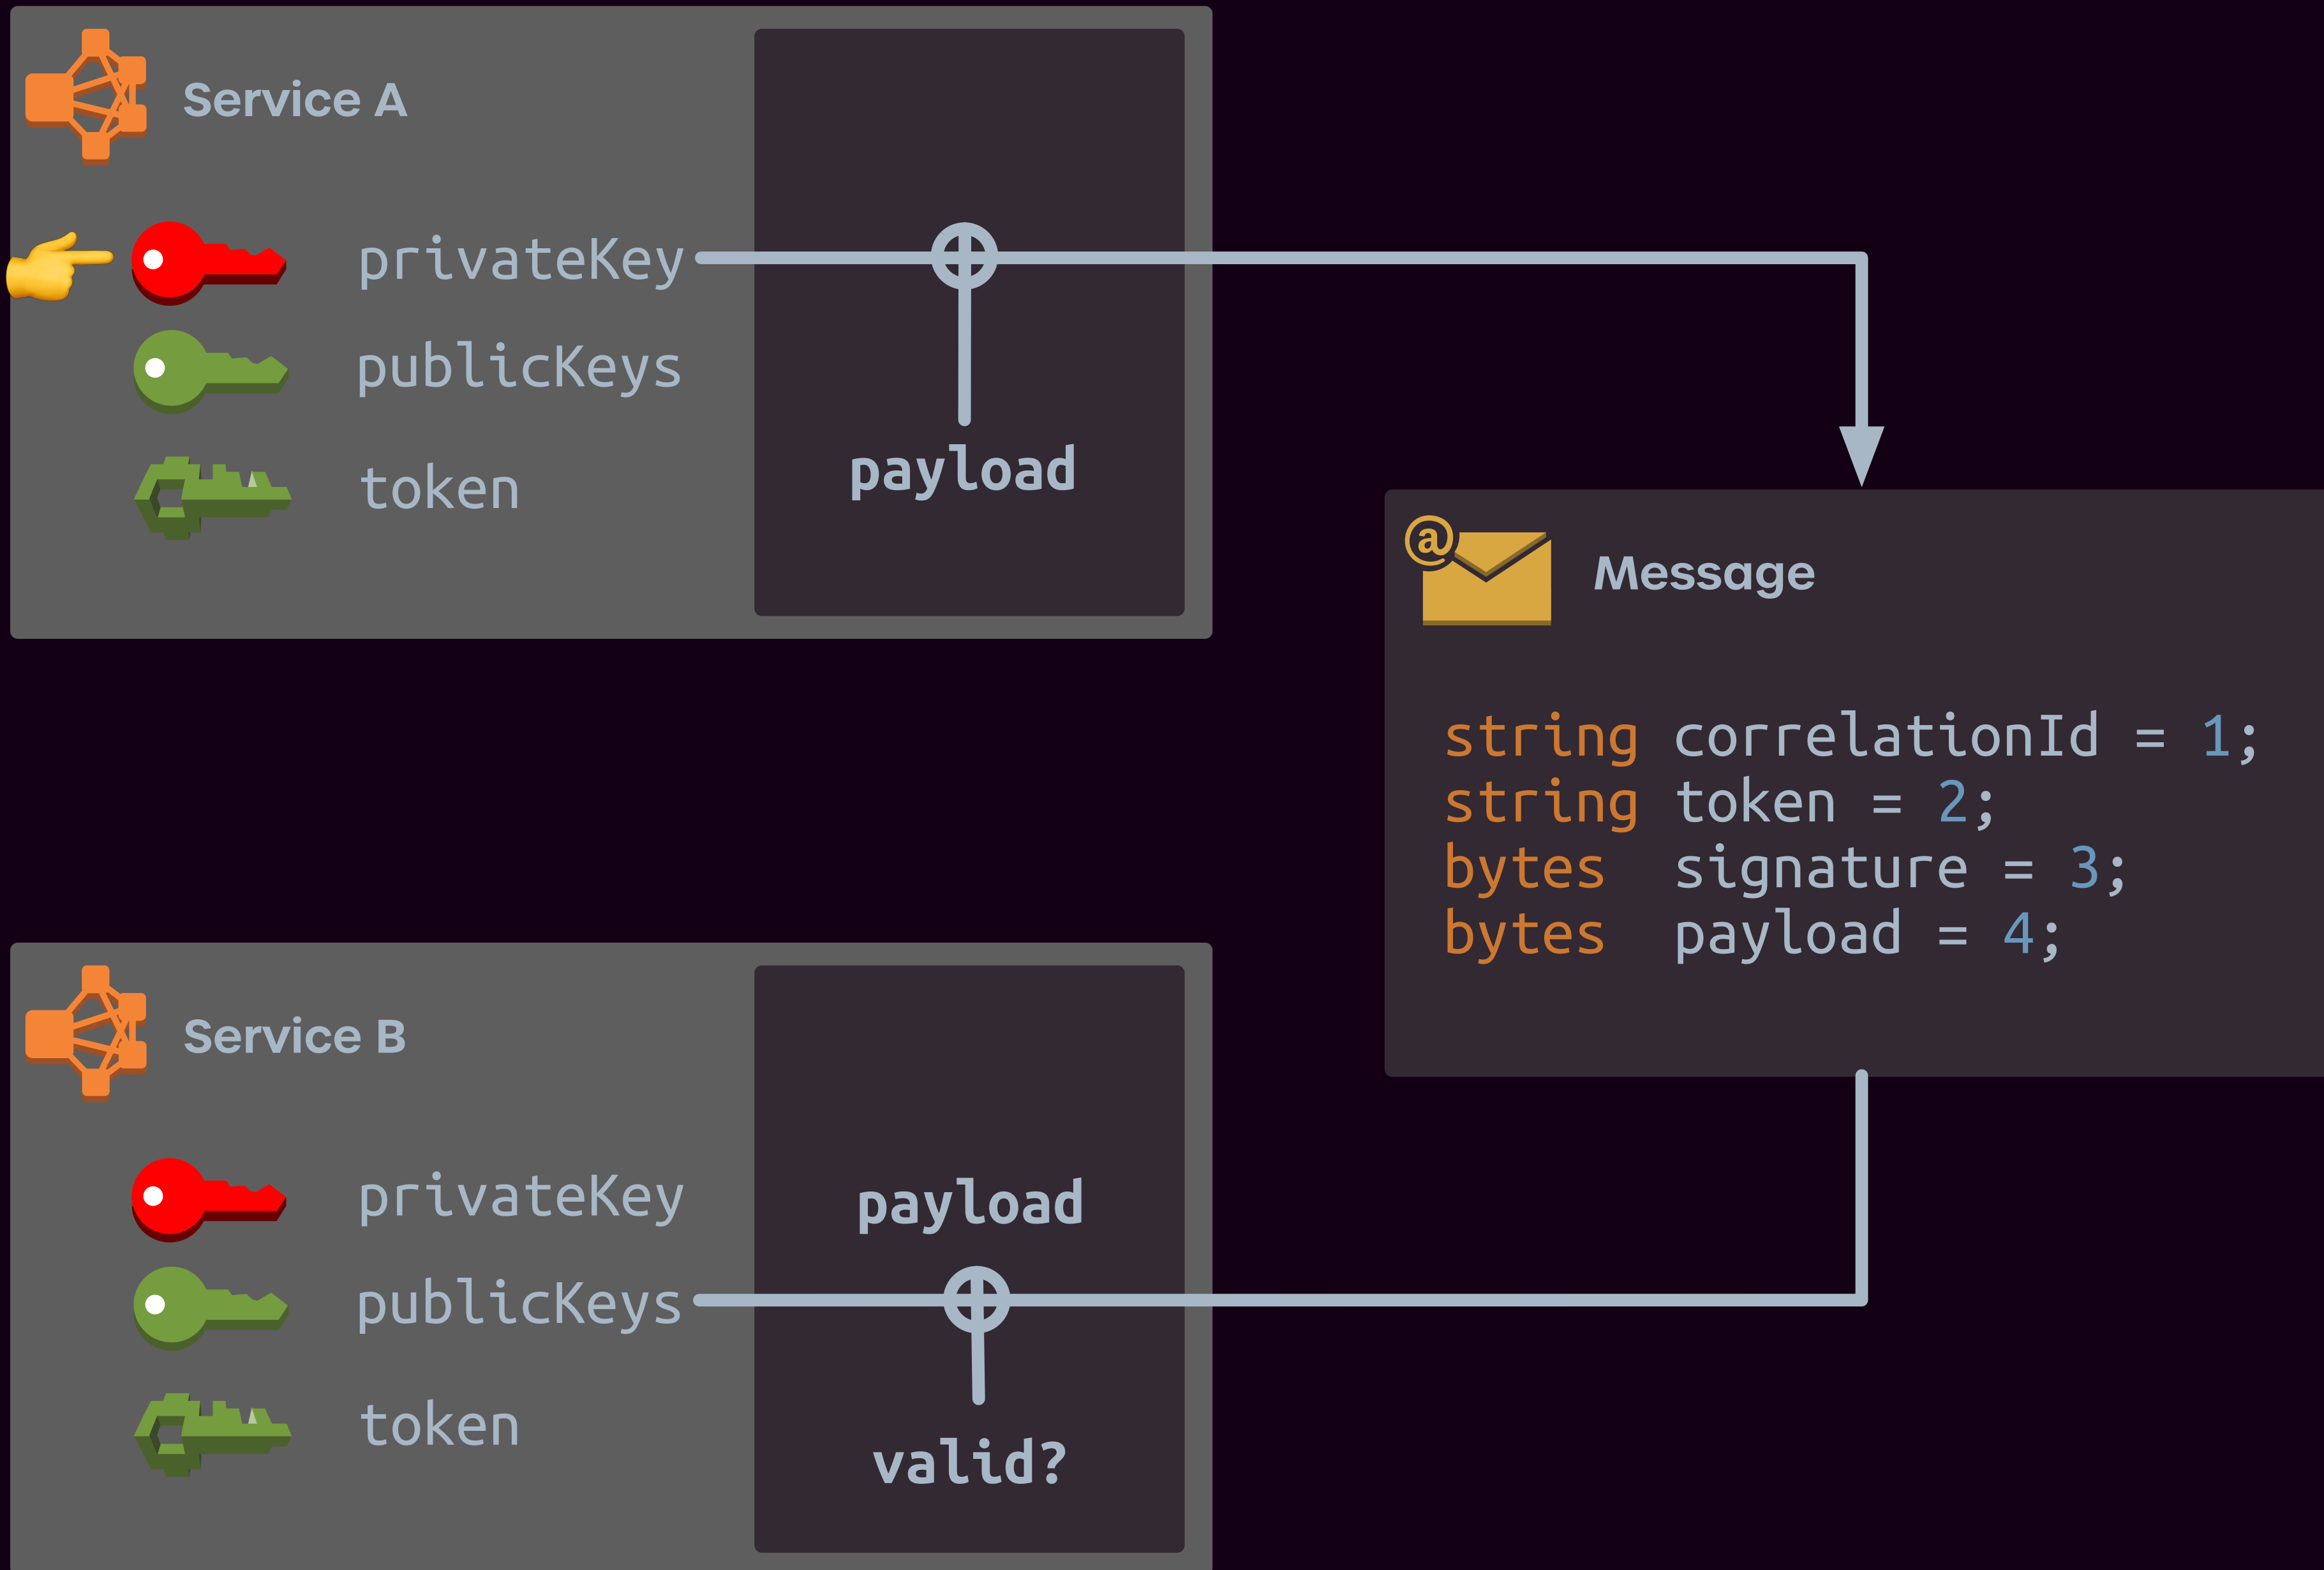 Service A
privateKey
publicKeys
payload
token
@
Message
string correlationId = 1;
string token = 2;
bytes signature = 3;
bytes payload = 4;
Service B
privateKey
payload
publicKeys
token
valid?